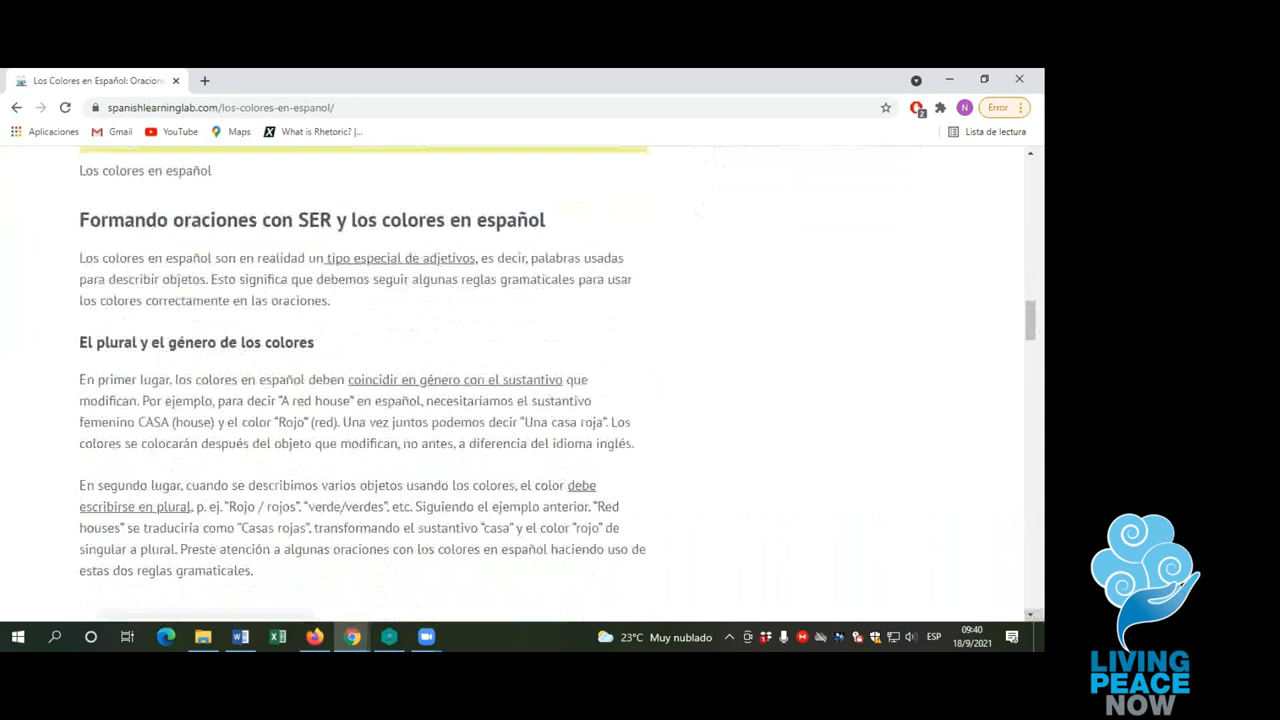 Los Colores en Español: Oracion
spanishlearninglab.com/los-colores-en-espanol/
Error
Aplicaciones Gmail YouTube Maps What is Rhetoric? |... Lista de lectura
Los colores en español
Formando oraciones con SER y los colores en español
Los colores en español son en realidad un tipo especial de adjetivos, es decir, palabras usadas
para describir objetos. Esto significa que debemos seguir algunas reglas gramaticales para usar
los colores correctamente en las oraciones.
El plural y el género de los colores
En primer lugar, los colores en español deben coincidir en género con el sustantivo que
modifican. Por ejemplo, para decir “A red house” en español, necesitaríamos el sustantivo
femenino CASA (house) y el color “Rojo” (red). Una vez juntos podemos decir “Una casa roja”. Los
colores se colocarán después del objeto que modifican, no antes, a diferencia del idioma inglés.
En segundo lugar, cuando se describimos varios objetos usando los colores, el color debe
escribirse en plural, p. ej. “Rojo / rojos”, “verde/verdes”, etc. Siguiendo el ejemplo anterior, “Red
houses” se traduciría como “Casas rojas”, transformando el sustantivo “casa” y el color “rojo” de
singular a plural. Preste atención a algunas oraciones con los colores en español haciendo uso de
estas dos reglas gramaticales.
23°C Muy nublado ESP 09:40
18/9/2021
LIVING
PEACE
NOW